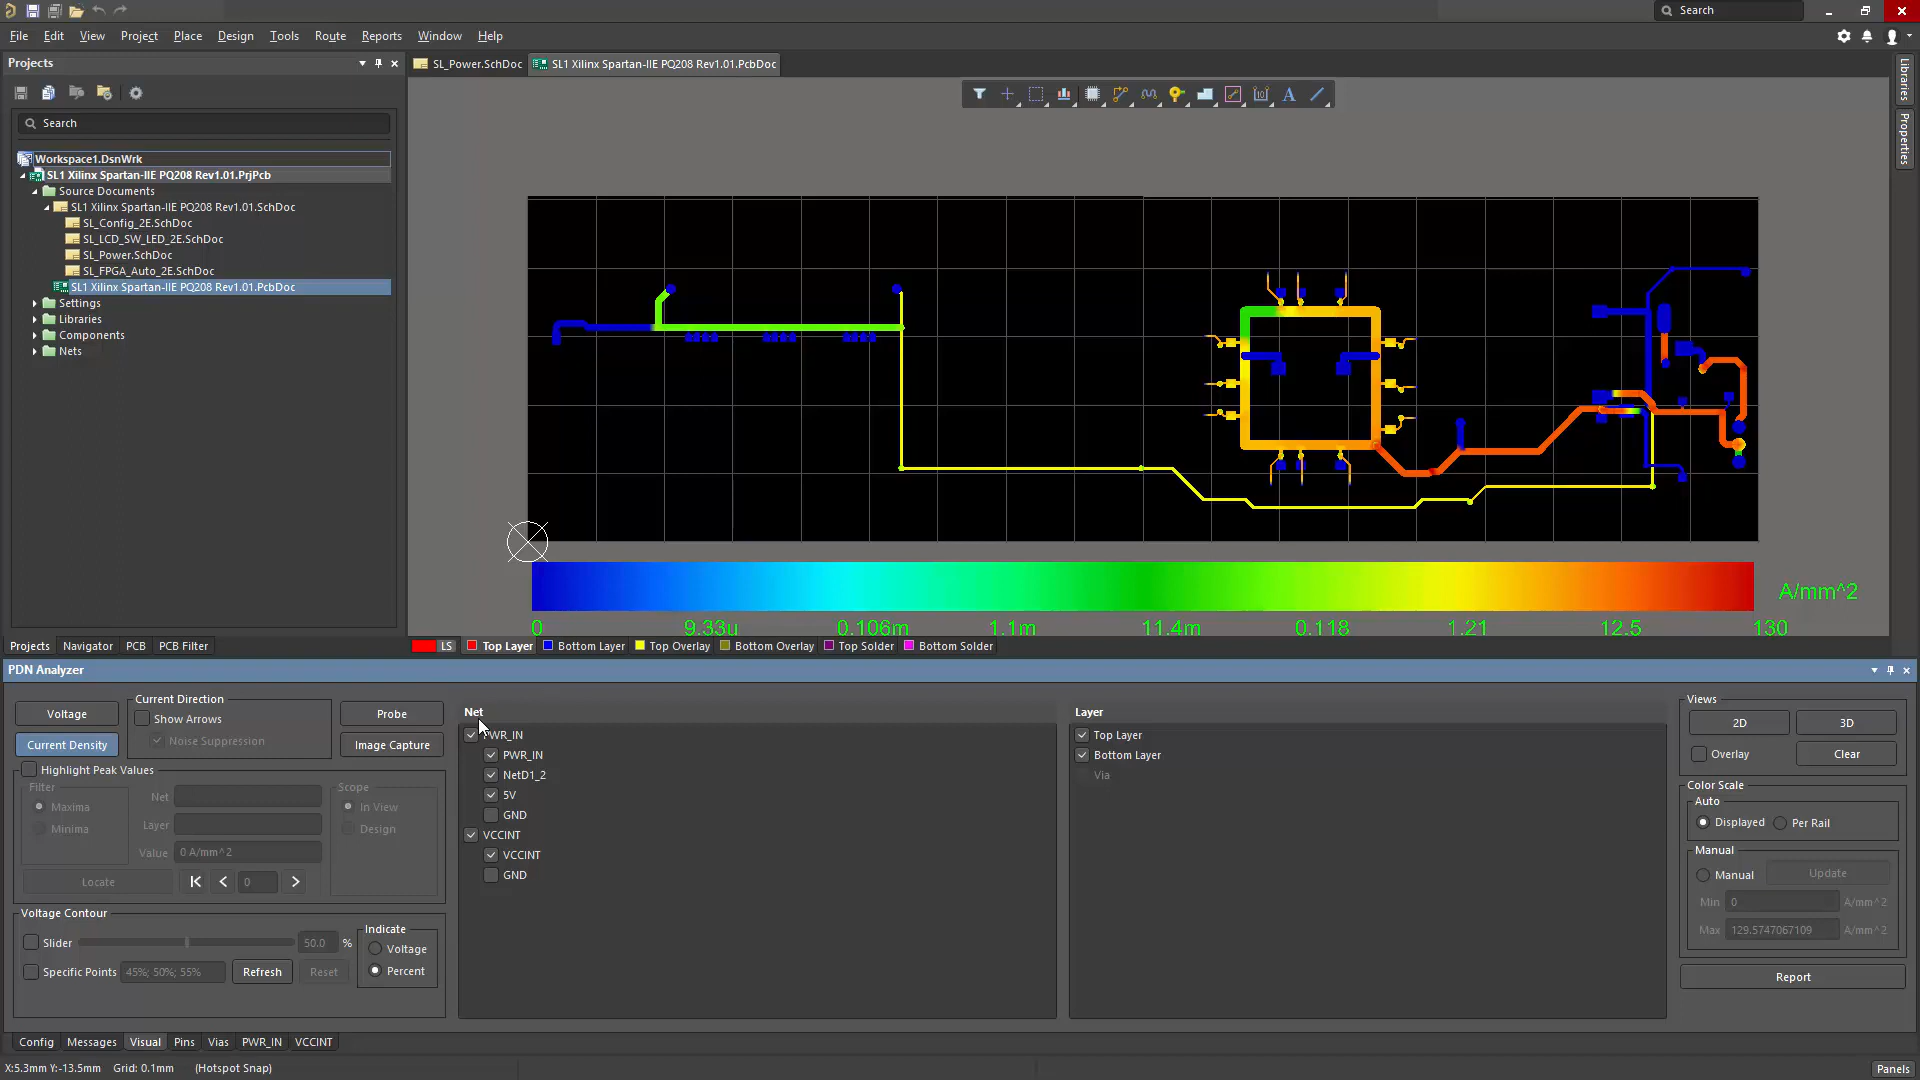 Search
File Edit View Project Place Design Tools Route Reports Window Help
Projects
SL_Power.SchDoc
SL1 Xilinx Spartan-IIE PQ208 Rev1.01.PcbDoc
Libraries
Properties
Search
Workspace1.DsnWrk
SL1 Xilinx Spartan-IIE PQ208 Rev1.01.PrjPcb
Source Documents
SL1 Xilinx Spartan-IIE PQ208 Rev1.01.SchDoc
SL_Config_2E.SchDoc
SL_LCD_SW_LED_2E.SchDoc
SL_Power.SchDoc
SL_FPGA_Auto_2E.SchDoc
SL1 Xilinx Spartan-IIE PQ208 Rev1.01.PcbDoc
Settings
Libraries
Components
Nets
A/mm^2
0 9.33u 0.106m 1.1m 11.4m 0.118 1.21 12.5 130
Projects Navigator PCB PCB Filter
LS Top Layer Bottom Layer Top Overlay Bottom Overlay Top Solder Bottom Solder
PDN Analyzer
Voltage
Current Density
Current Direction
Show Arrows
Noise Suppression
Probe
Image Capture
Highlight Peak Values
Filter
Maxima
Minima
Net
Layer
Value 0 A/mm^2
Scope
In View
Design
Locate
0
Voltage Contour
Slider
50.0 %
Specific Points
45%; 50%; 55%
Refresh
Reset
Indicate
Voltage
Percent
Net
PWR_IN
PWR_IN
NetD1_2
5V
GND
VCCINT
VCCINT
GND
Layer
Top Layer
Bottom Layer
Via
Views
2D
3D
Overlay
Clear
Color Scale
Auto
Displayed
Per Rail
Manual
Manual
Update
Min 0 A/mm^2
Max 129.5747067109 A/mm^2
Report
Config Messages Visual Pins Vias PWR_IN VCCINT
X:5.3mm Y:-13.5mm Grid: 0.1mm (Hotspot Snap)
Panels